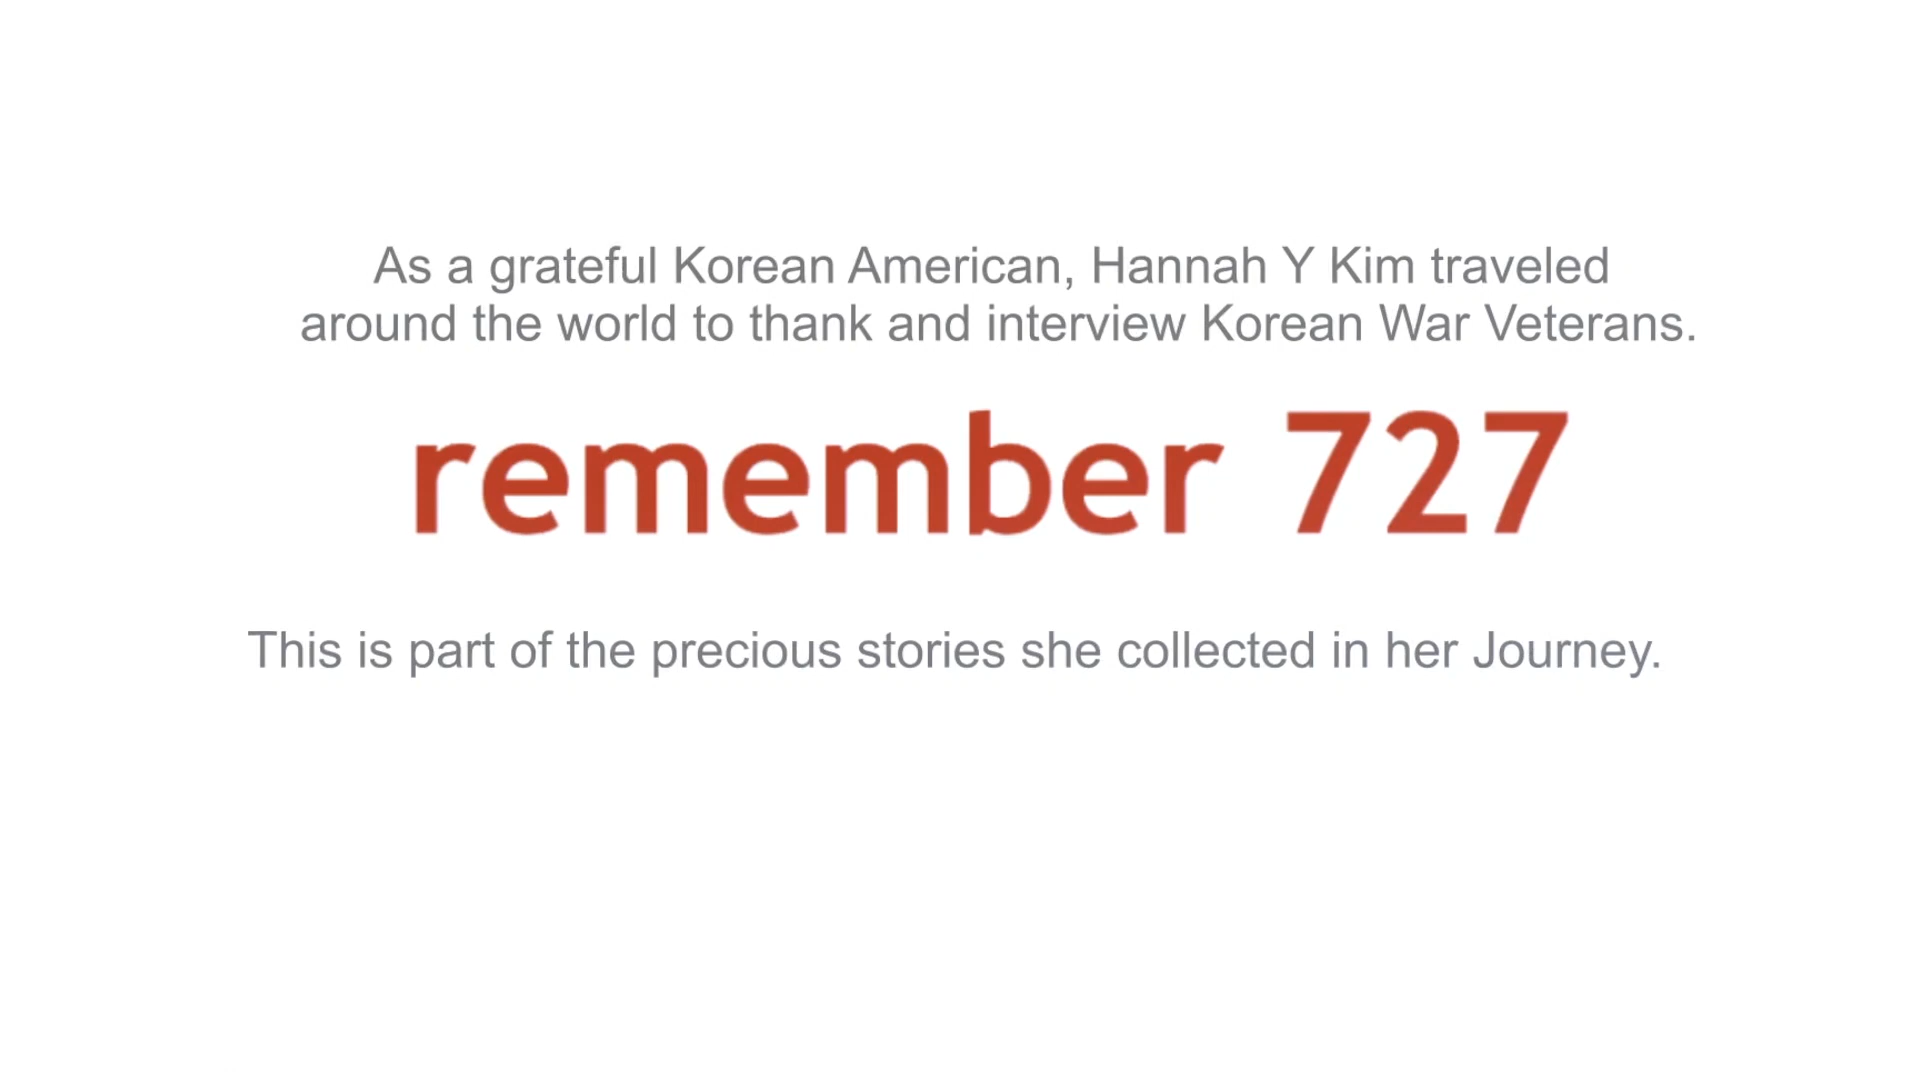 As a grateful Korean American, Hannah Y Kim traveled
around the world to thank and interview Korean War Veterans.
remember 727
This is part of the precious stories she collected in her Journey.